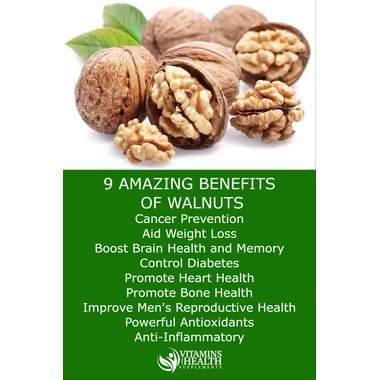 9 AMAZING BENEFITS
OF WALNUTS
Cancer Prevention
Aid Weight Loss
Boost Brain Health and Memory
Control Diabetes
Promote Heart Health
Promote Bone Health
Improve Men's Reproductive Health
Powerful Antioxidants
Anti-Inflammatory
VITAMINS
HEALTH
SUPPLEMENTS